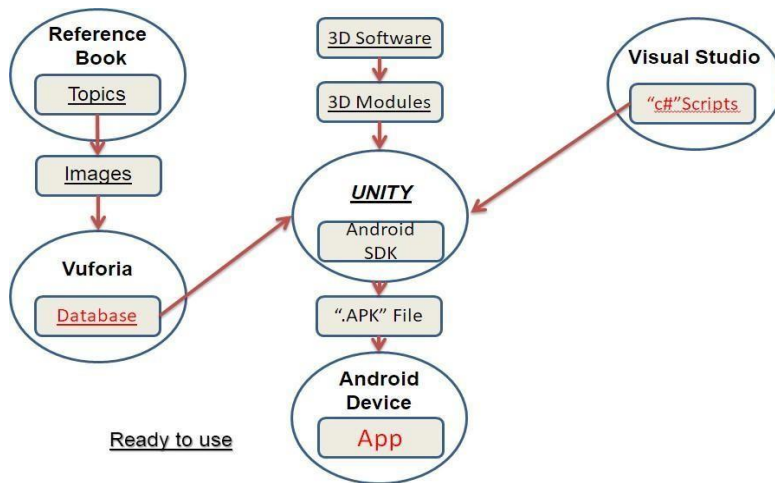 Reference
Book
Topics
Images
Vuforia
Database
3D Software
3D Modules
UNITY
Android
SDK
“.APK” File
Android
Device
App
Visual Studio
“c#”Scripts
Ready to use